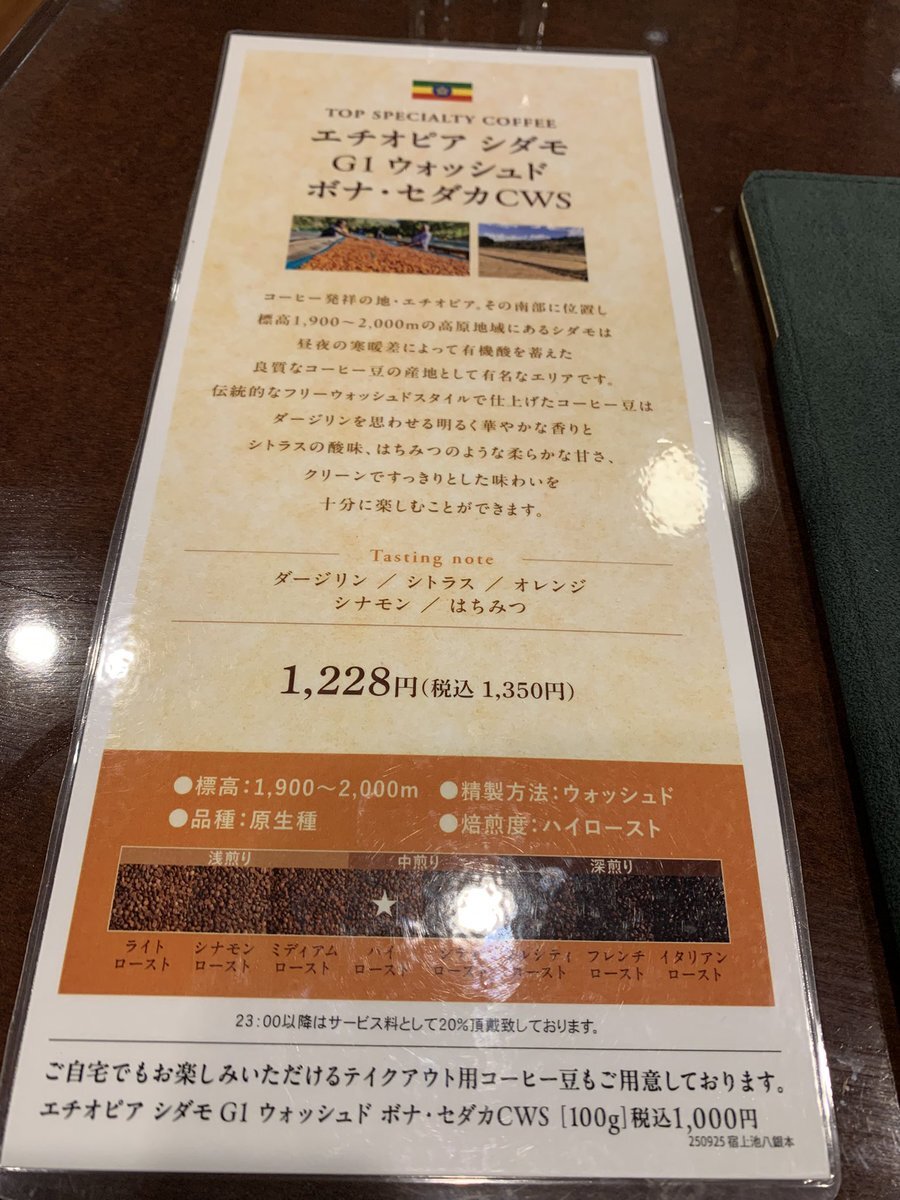 TOP SPECIALTY COFFEE
エチオピア シダモ
G1 ウォッシュド
ボナ・セダカCWS
コーヒー発祥の地・エチオピア。その南部に位置し
標高1,900〜2,000mの高原地域にあるシダモは
昼夜の寒暖差によって有機酸を蓄えた
良質なコーヒー豆の産地として有名なエリアです。
伝統的なフリーウォッシュドスタイルで仕上げたコーヒー豆は
ダージリンを思わせる明るく華やかな香りと
シトラスの酸味、はちみつのような柔らかな甘さ、
クリーンですっきりとした味わいを
十分に楽しむことができます。
Tasting note
ダージリン ／ シトラス ／ オレンジ
シナモン ／ はちみつ
1,228円(税込 1,350円)
●標高：1,900〜2,000m ●精製方法：ウォッシュド
●品種：原生種 ●焙煎度：ハイロースト
浅煎り 中煎り 深煎り
ライト シナモン ミディアム ハイ フレンチ イタリアン
ロースト ロースト ロースト ロースト ロースト ロースト ロースト ロースト
23:00以降はサービス料として20%頂戴致しております。
ご自宅でもお楽しみいただけるテイクアウト用コーヒー豆もご用意しております。
エチオピア シダモ G1 ウォッシュド ボナ・セダカCWS [100g]税込1,000円
250925 宿上池八銀本